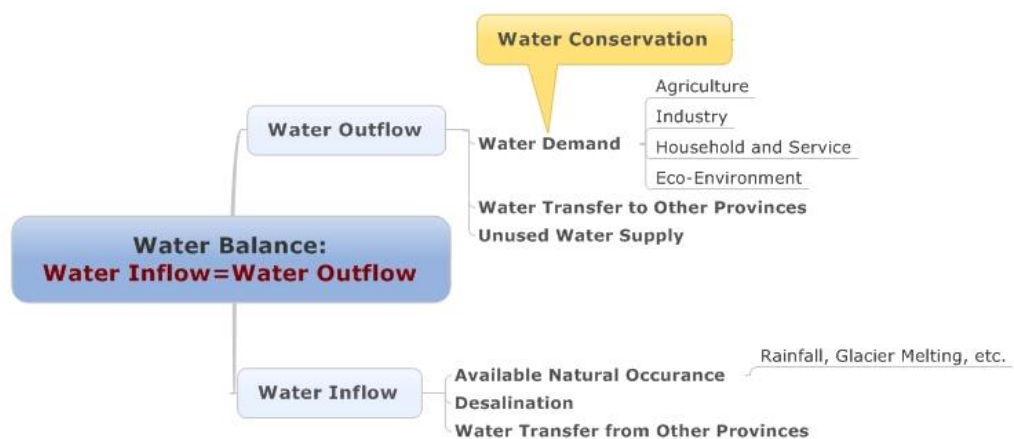 Water Conservation
Agriculture
Industry
Household and Service
Eco-Environment
Water Outflow
Water Demand
Water Transfer to Other Provinces
Unused Water Supply
Water Balance:
Water Inflow=Water Outflow
Rainfall, Glacier Melting, etc.
Water Inflow
Available Natural Occurance
Desalination
Water Transfer from Other Provinces